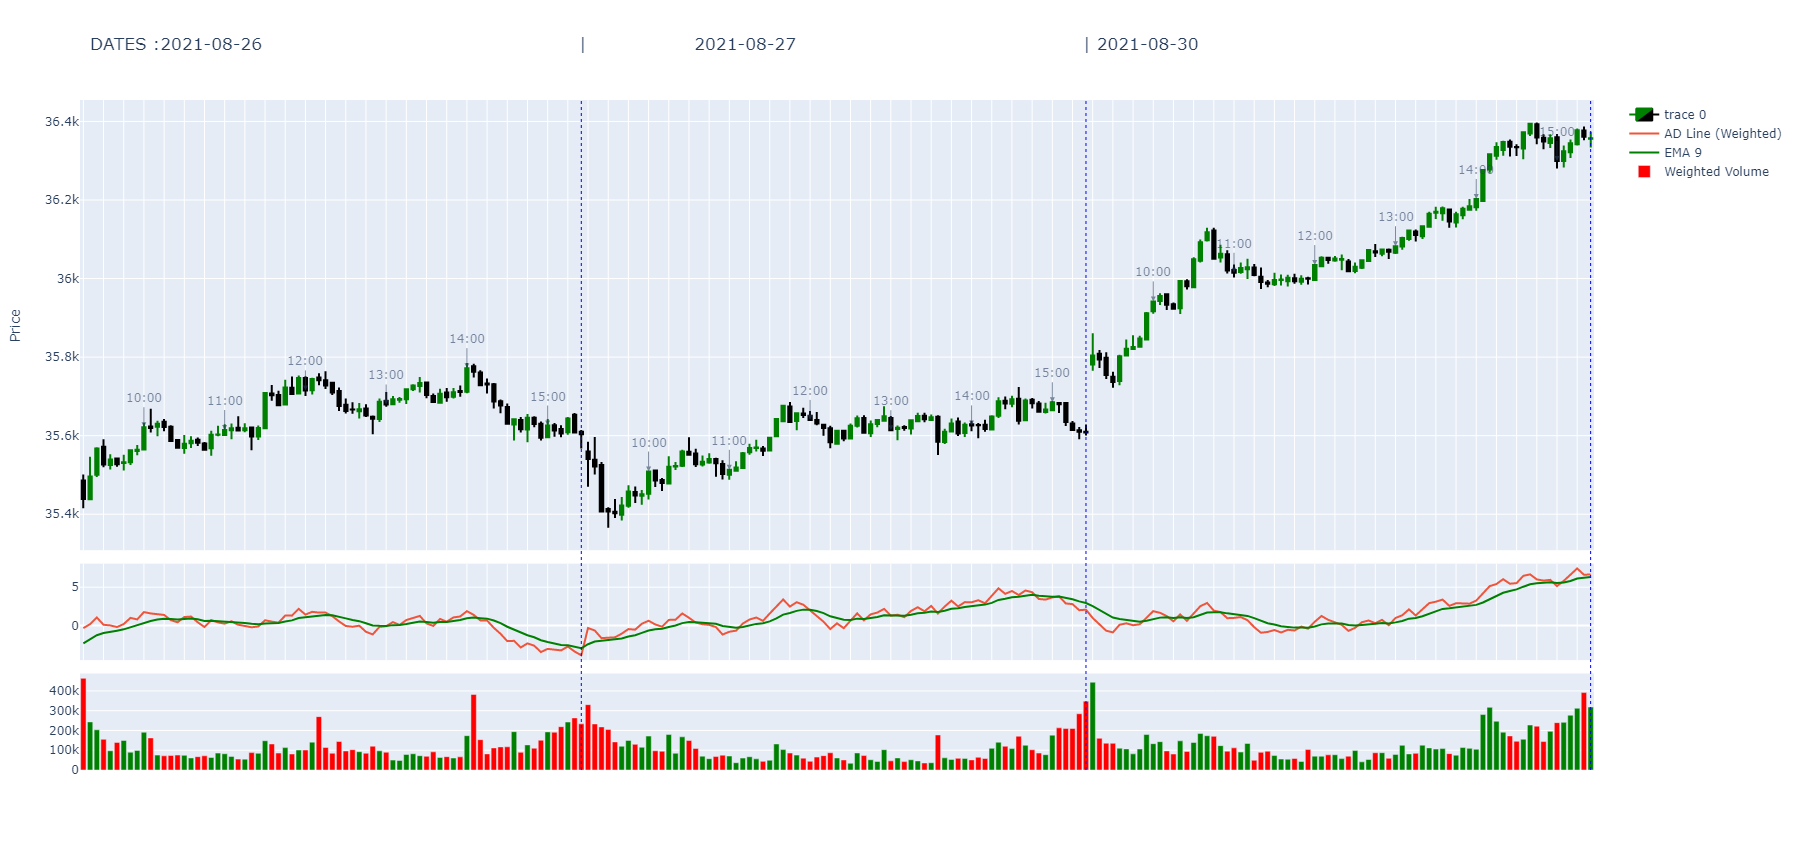 DATES :2021-08-26 | 2021-08-27 | 2021-08-30
36.4k
36.2k
36k
35.8k
35.6k
35.4k
Price
10:00
11:00
12:00
13:00
14:00
15:00
10:00
11:00
12:00
13:00
14:00
15:00
10:00
11:00
12:00
13:00
14:00
15:00
trace 0
AD Line (Weighted)
EMA 9
Weighted Volume
5
0
400k
300k
200k
100k
0